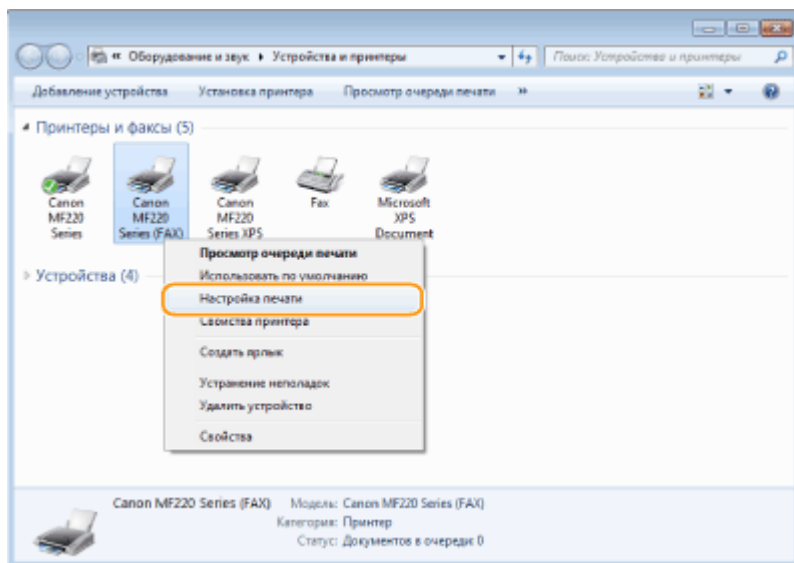 « Оборудование и звук ▸ Устройства и принтеры
Поиск: Устройства и принтеры
Добавление устройства Установка принтера Просмотр очереди печати »
Принтеры и факсы (5)
Canon MF220 Series
Canon MF220 Series (FAX)
Canon MF220 Series XPS
Fax
Microsoft XPS Document
Просмотр очереди печати
Устройства (4)
Использовать по умолчанию
Настройка печати
Свойства принтера
Создать ярлык
Устранение неполадок
Удалить устройство
Свойства
Canon MF220 Series (FAX) Модель: Canon MF220 Series (FAX)
Категория: Принтер
Статус: Документов в очереди: 0